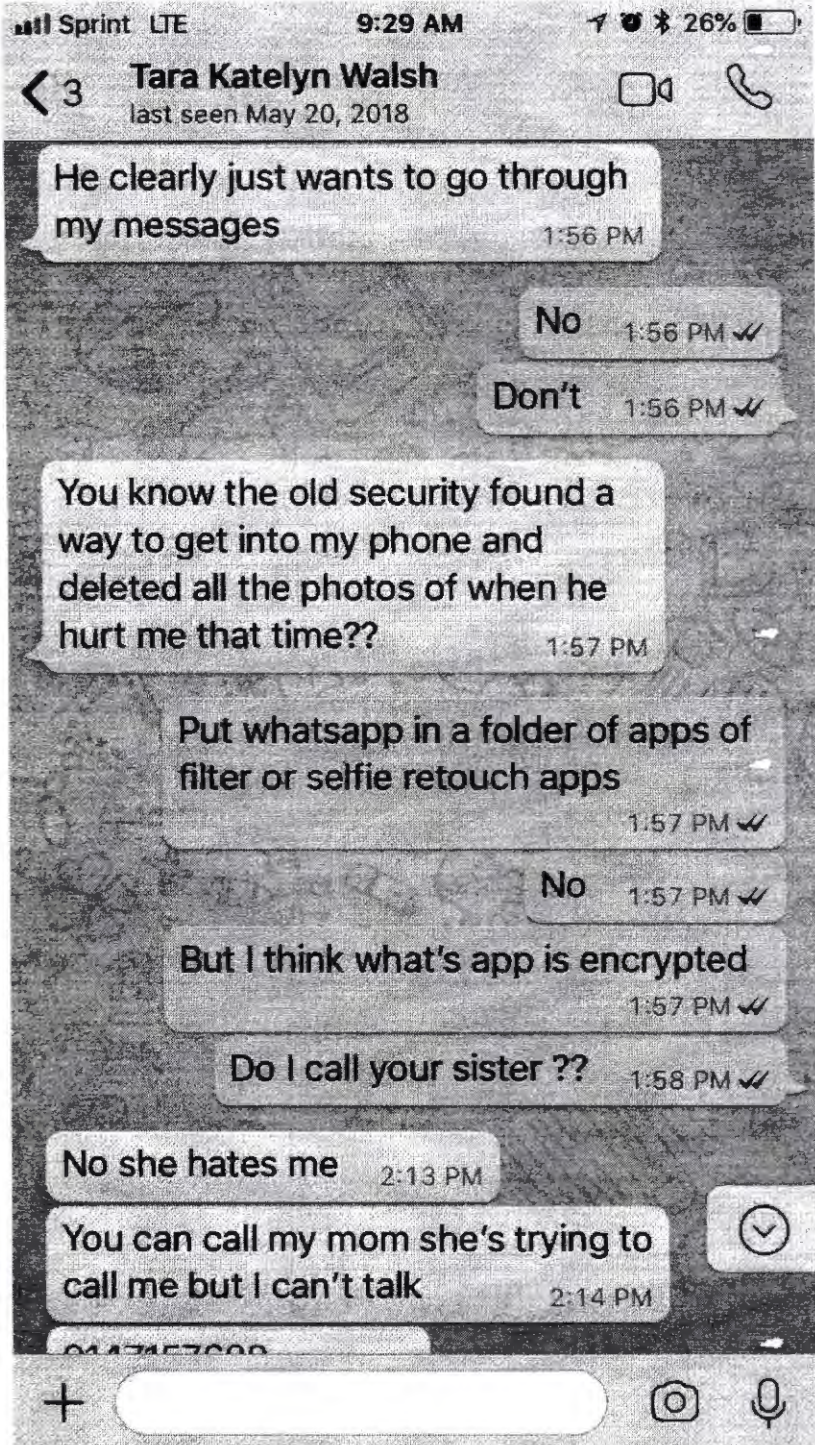 Sprint LTE 9:29 AM 26%
3 Tara Katelyn Walsh
last seen May 20, 2018
He clearly just wants to go through
my messages 1:56 PM
No 1:56 PM
Don't 1:56 PM
You know the old security found a
way to get into my phone and
deleted all the photos of when he
hurt me that time?? 1:57 PM
Put whatsapp in a folder of apps of
filter or selfie retouch apps
1:57 PM
No 1:57 PM
But I think what's app is encrypted
1:57 PM
Do I call your sister ?? 1:58 PM
No she hates me 2:13 PM
You can call my mom she's trying to
call me but I can't talk 2:14 PM